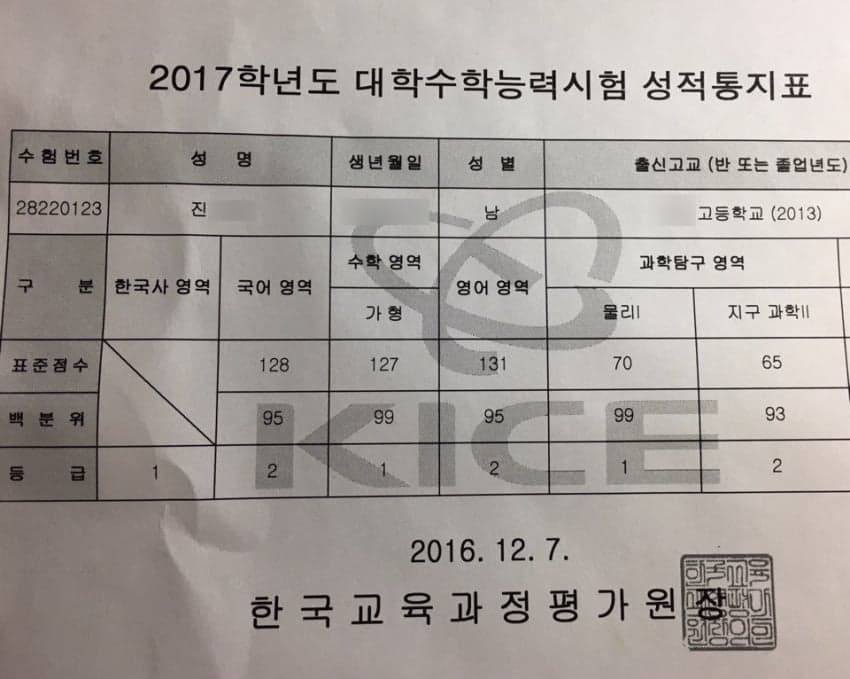 2017학년도 대학수학능력시험 성적통지표
수험번호 성 명 생년월일 성 별 출신고교 (반 또는 졸업년도)
28220123 진 남 고등학교 (2013)
구 분 한국사 영역 국어 영역 수학 영역 영어 영역 과학탐구 영역
가형 물리Ⅰ 지구 과학Ⅱ
표준점수 128 127 131 70 65
백 분 위 95 99 95 99 93
등 급 1 2 1 2 1 2
KICE
2016. 12. 7.
한국교육과정평가원장